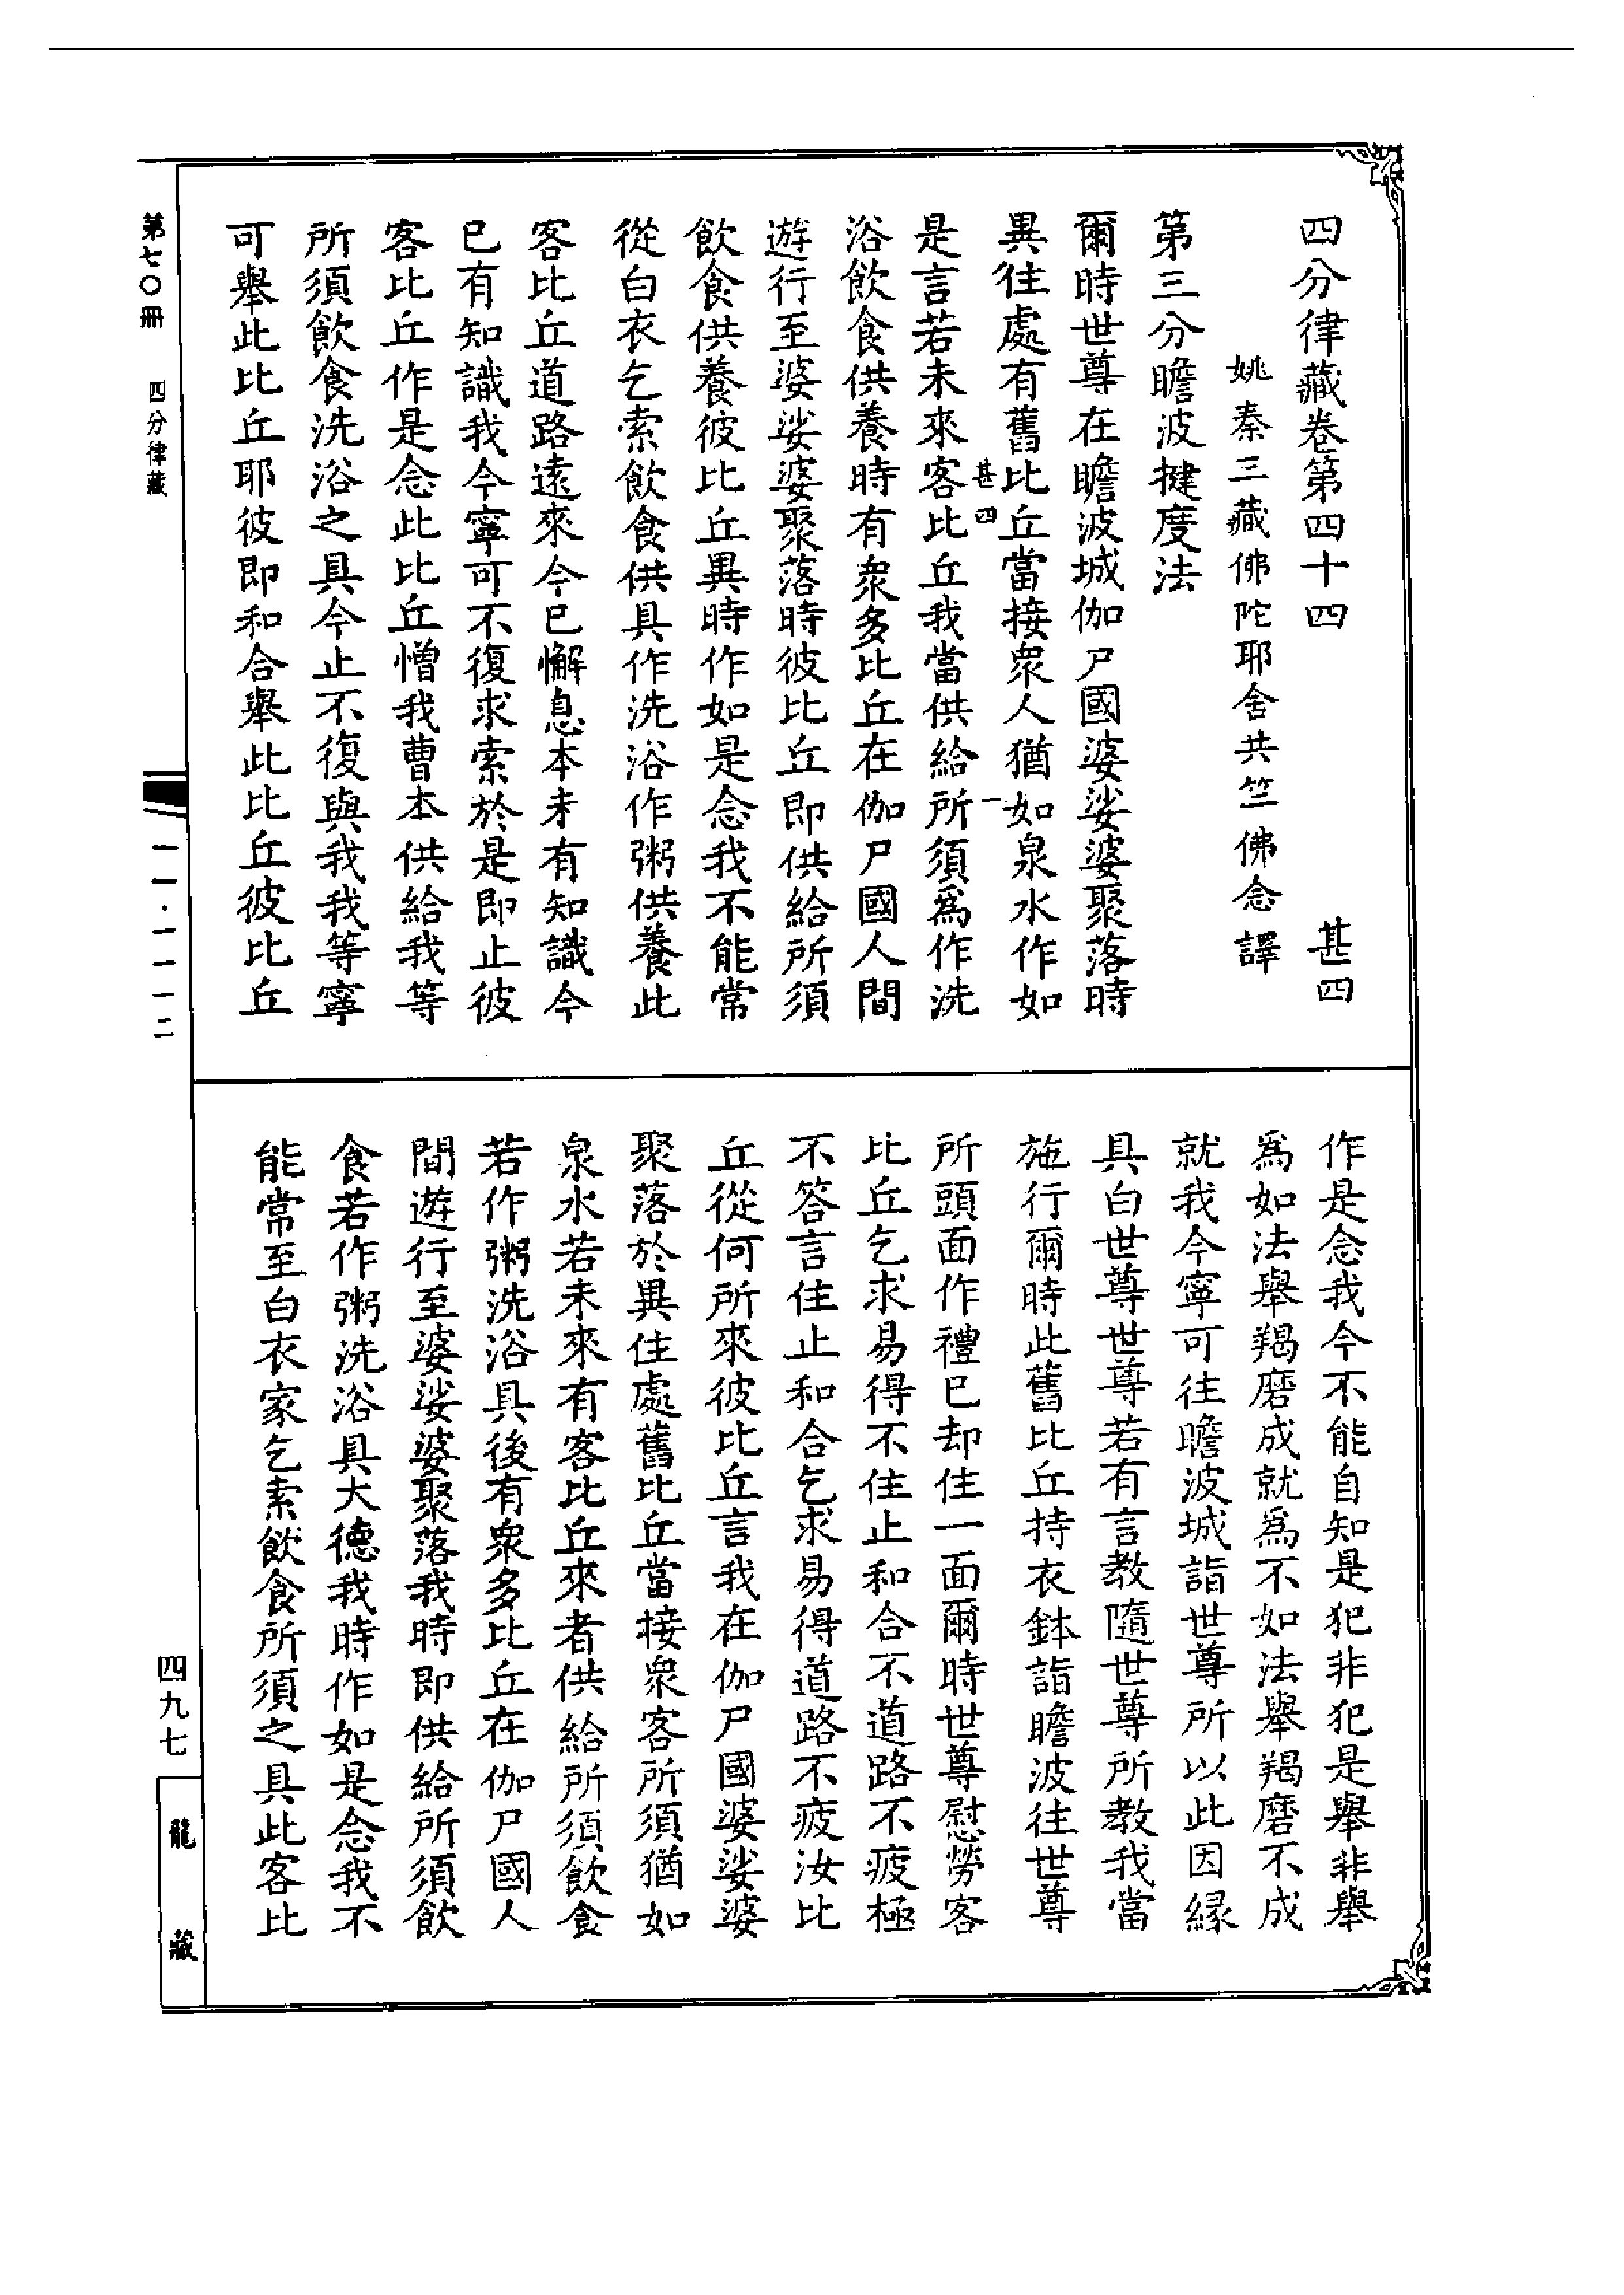 四分律藏卷第四十四　甚四
姚秦三藏佛陀耶舍共竺佛念譯
第三分瞻波揵度法
爾時世尊在瞻波城伽尸國婆娑婆聚落時
異住處有舊比丘當接眾人猶如泉水作如
甚四　一
是言若未來客比丘我當供給所須為作洗
浴飲食供養時有眾多比丘在伽尸國人間
遊行至婆娑婆聚落時彼比丘即供給所須
飲食供養彼比丘異時作如是念我不能常
從白衣乞索飲食供具作洗浴作粥供養此
客比丘道路遠來今已懈息本未有知識今
已有知識我今寧可不復求索於是即止彼
客比丘作是念此比丘憎我曹本供給我等
所須飲食洗浴之具今止不復與我我等寧
可舉此比丘耶彼即和合舉此比丘彼比丘
作是念我今不能自知是犯非犯是舉非舉
為如法舉羯磨成就為不如法舉羯磨不成
就我今寧可往瞻波城詣世尊所以此因緣
具白世尊世尊若有言教隨世尊所教我當
施行爾時此舊比丘持衣鉢詣瞻波往世尊
所頭面作禮已却住一面爾時世尊慰勞客
比丘乞求易得不住止和合不道路不疲極
不答言住止和合乞求易得道路不疲汝比
丘從何所來彼比丘言我在伽尸國婆娑婆
聚落於異住處舊比丘當接眾客所須猶如
泉水若未來有客比丘來者供給所須飲食
若作粥洗浴具後有眾多比丘在伽尸國人
間遊行至婆娑婆聚落我時即供給所須飲
食若作粥洗浴具大德我時作如是念我不
能常至白衣家乞索飲食所須之具此客比
第七〇冊　四分律藏　一一·一一一二　四九七
龍藏